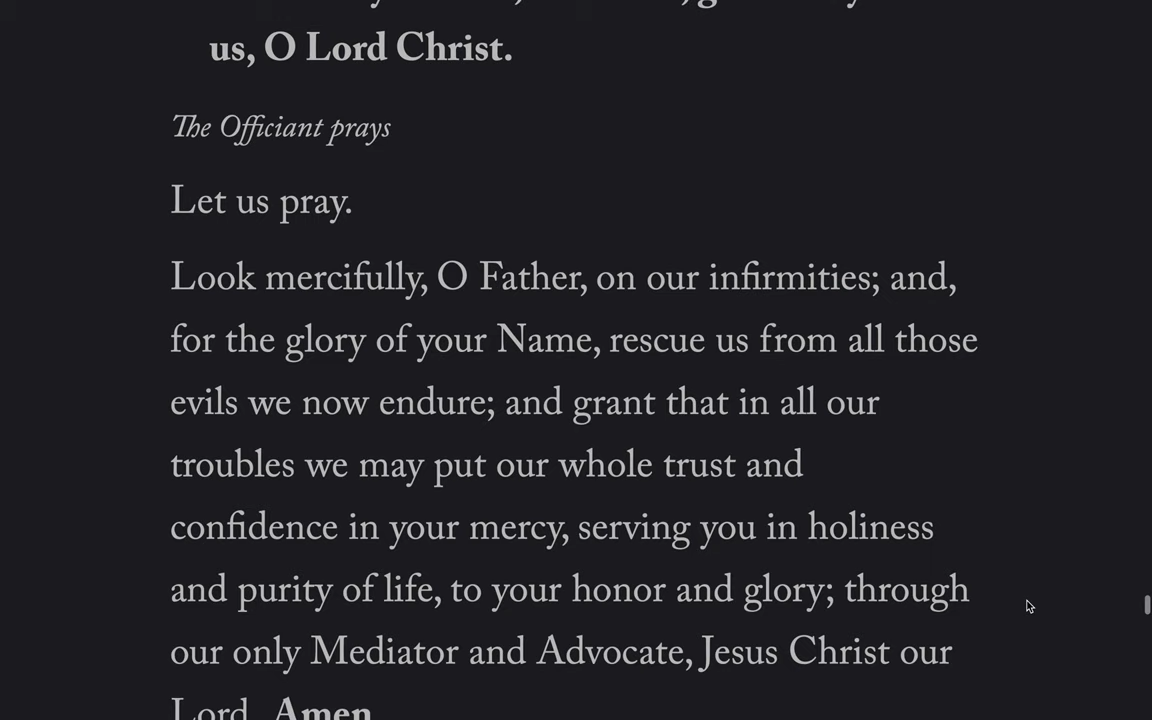 us, O Lord Christ.
The Officiant prays
Let us pray.
Look mercifully, O Father, on our infirmities; and,
for the glory of your Name, rescue us from all those
evils we now endure; and grant that in all our
troubles we may put our whole trust and
confidence in your mercy, serving you in holiness
and purity of life, to your honor and glory; through
our only Mediator and Advocate, Jesus Christ our
Lord. Amen.